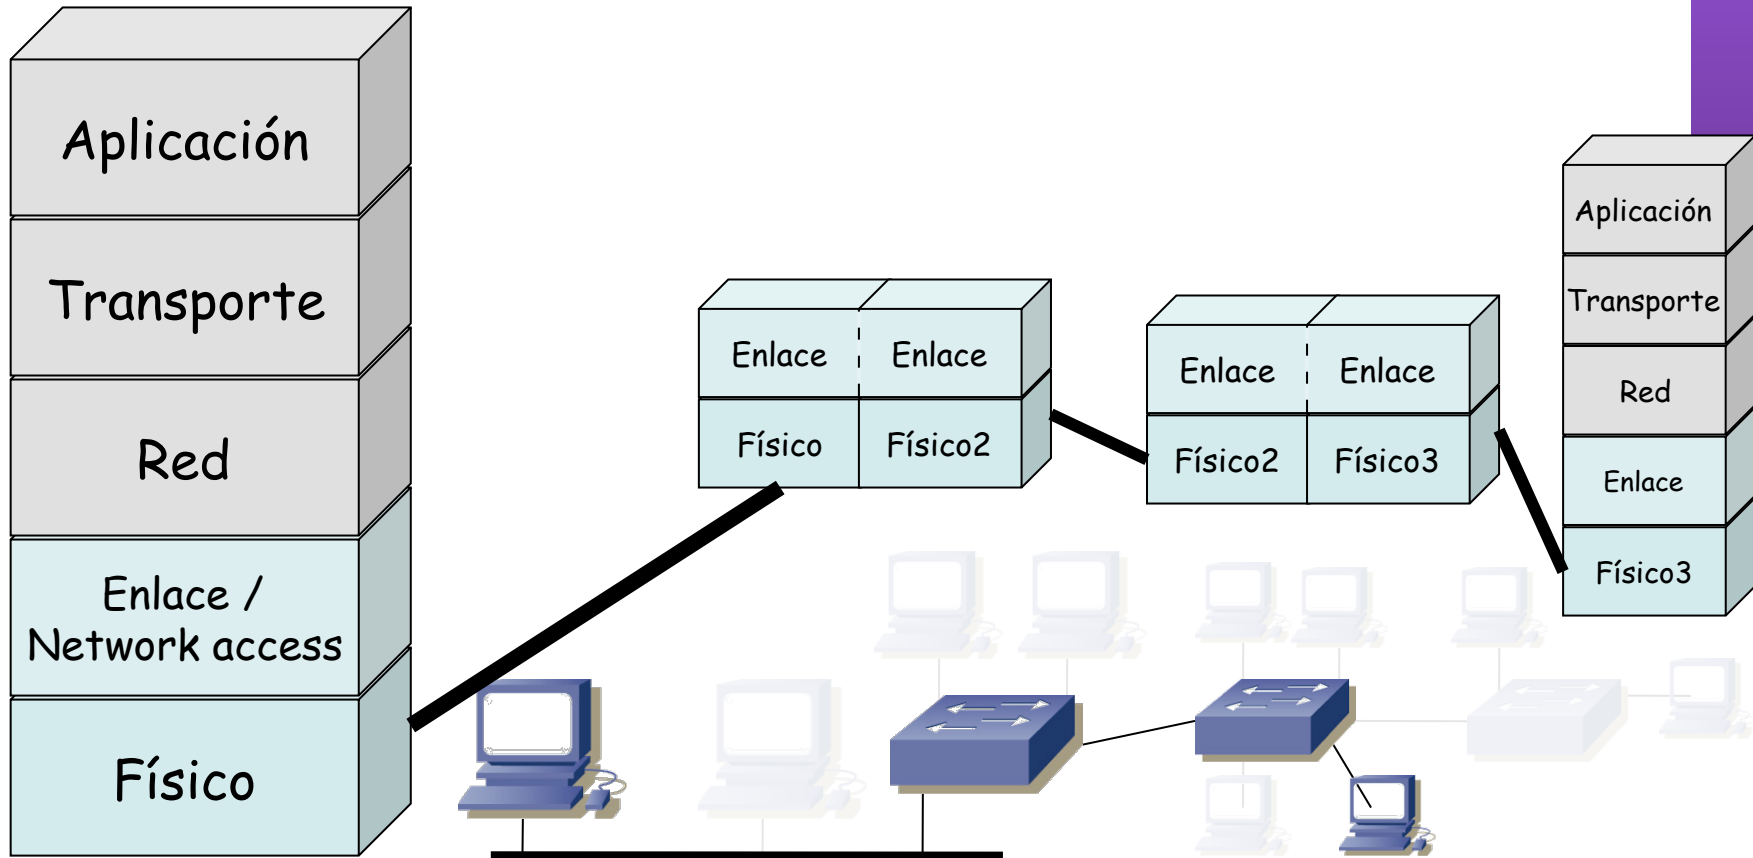 Aplicación
Transporte
Red
Enlace /
Network access
Físico
Enlace
Enlace
Físico
Físico2
Enlace
Enlace
Físico2
Físico3
Aplicación
Transporte
Red
Enlace
Físico3